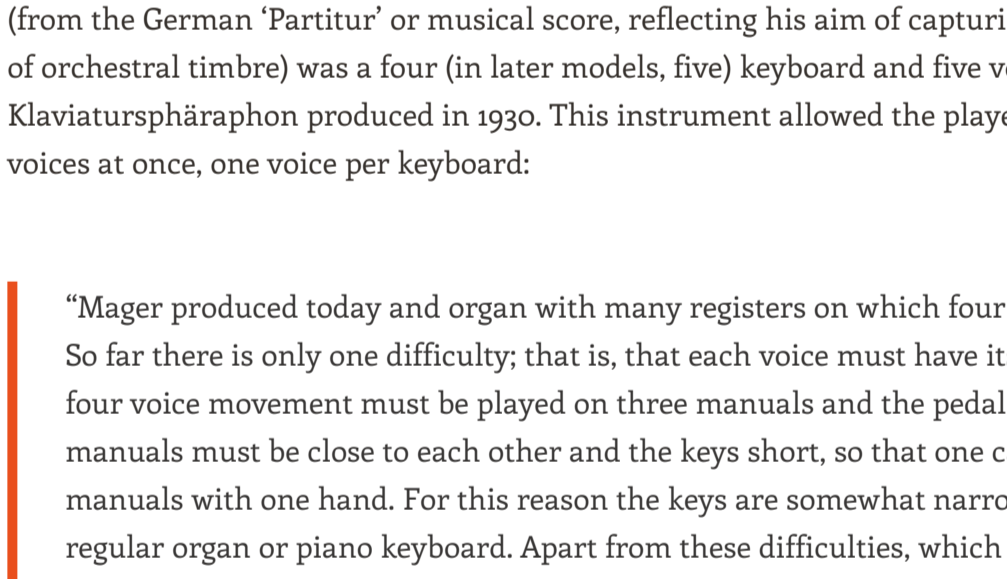 (from the German ‘Partitur’ or musical score, reflecting his aim of capturi
of orchestral timbre) was a four (in later models, five) keyboard and five v
Klaviatursphäraphon produced in 1930. This instrument allowed the playe
voices at once, one voice per keyboard:
“Mager produced today and organ with many registers on which four
So far there is only one difficulty; that is, that each voice must have it
four voice movement must be played on three manuals and the pedal
manuals must be close to each other and the keys short, so that one c
manuals with one hand. For this reason the keys are somewhat narro
regular organ or piano keyboard. Apart from these difficulties, which